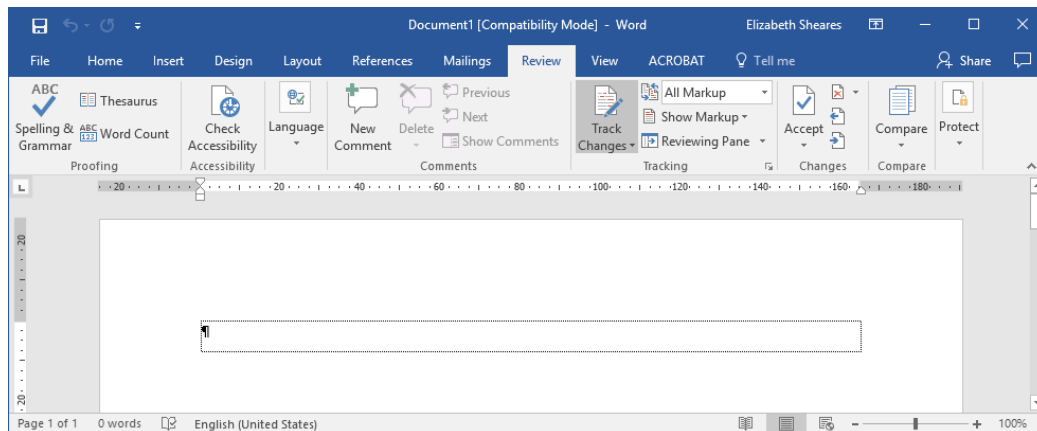 Document1 [Compatibility Mode] - Word Elizabeth Sheares
File Home Insert Design Layout References Mailings Review View ACROBAT Tell me Share
ABC
Spelling & Grammar
Thesaurus
ABC 123 Word Count
Proofing
Check Accessibility
Accessibility
Language
New Comment
Delete
Previous
Next
Show Comments
Comments
Track Changes
All Markup
Show Markup
Reviewing Pane
Tracking
Accept
Changes
Compare
Compare
Protect
L
20 20 40 60 80 100 120 140 160 180
20
¶
20
Page 1 of 1 0 words English (United States) - + 100%